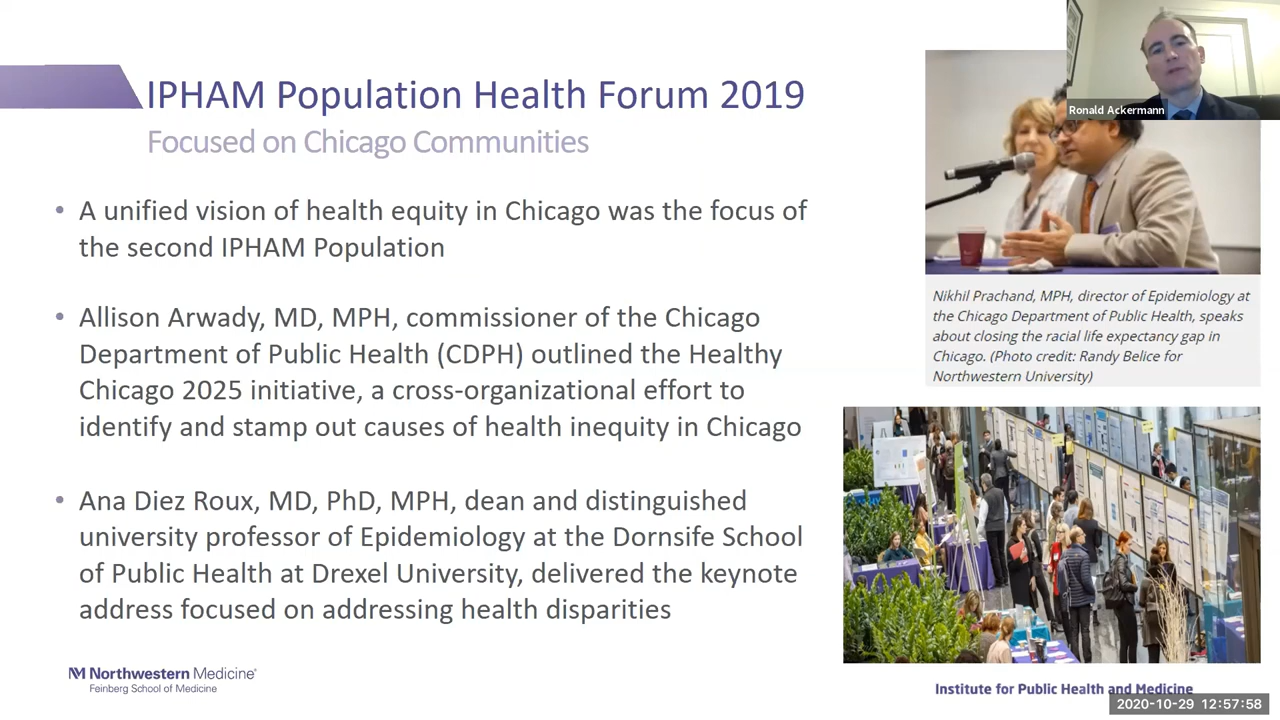 Ronald Ackermann
IPHAM Population Health Forum 2019
Focused on Chicago Communities
• A unified vision of health equity in Chicago was the focus of
the second IPHAM Population
• Allison Arwady, MD, MPH, commissioner of the Chicago
Department of Public Health (CDPH) outlined the Healthy
Chicago 2025 initiative, a cross-organizational effort to
identify and stamp out causes of health inequity in Chicago
• Ana Diez Roux, MD, PhD, MPH, dean and distinguished
university professor of Epidemiology at the Dornsife School
of Public Health at Drexel University, delivered the keynote
address focused on addressing health disparities
Nikhil Prachand, MPH, director of Epidemiology at
the Chicago Department of Public Health, speaks
about closing the racial life expectancy gap in
Chicago. (Photo credit: Randy Belice for
Northwestern University)
M Northwestern Medicine®
Feinberg School of Medicine
Institute for Public Health and Medicine
2020-10-29 12:57:58